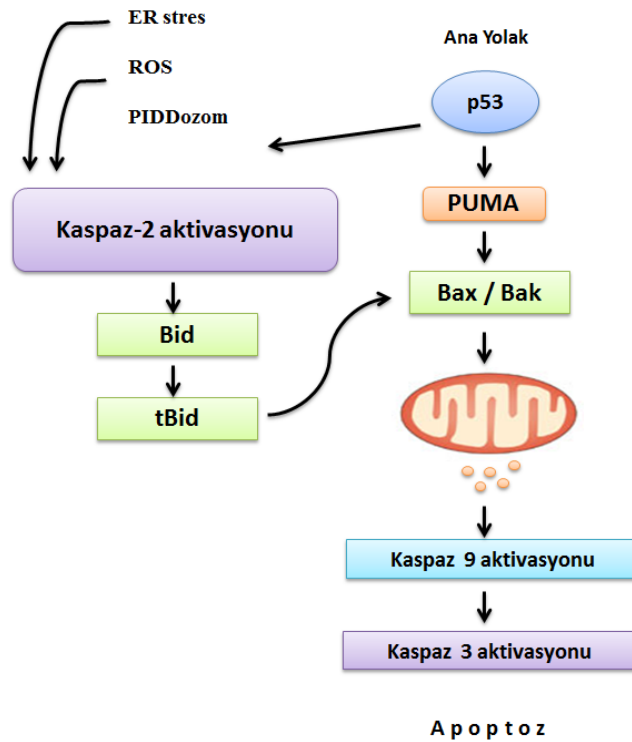 ER stres
ROS
PIDDozom
Kaspaz-2 aktivasyonu
Bid
tBid
Ana Yolak
p53
PUMA
Bax / Bak
Kaspaz 9 aktivasyonu
Kaspaz 3 aktivasyonu
A p o p t o z